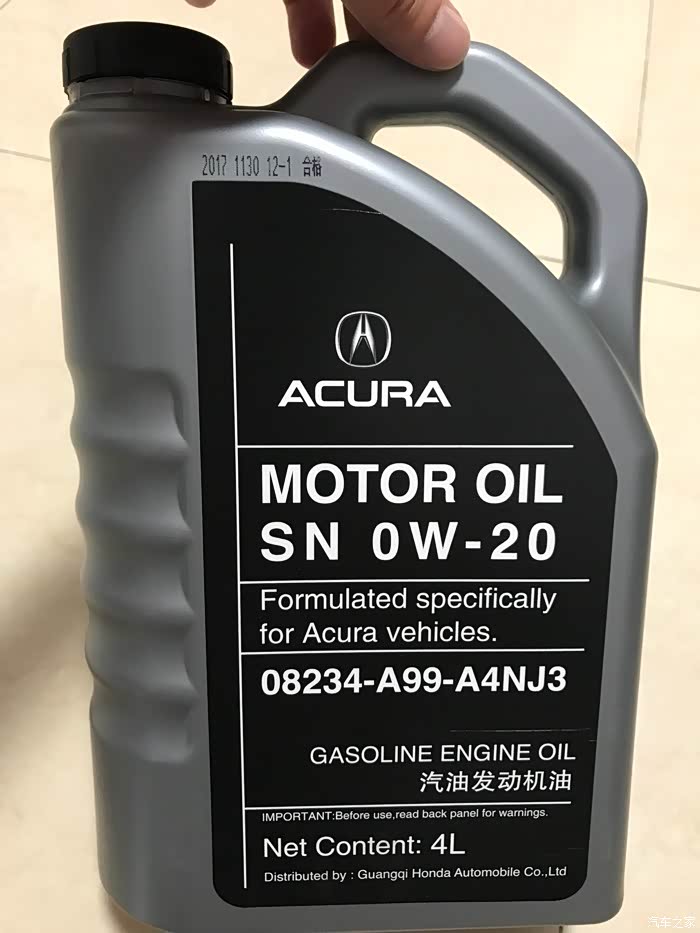 2017 1130 12-1 合格
ACURA
MOTOR OIL
SN 0W-20
Formulated specifically
for Acura vehicles.
08234-A99-A4NJ3
GASOLINE ENGINE OIL
汽油发动机油
IMPORTANT:Before use,read back panel for warnings.
Net Content: 4L
Distributed by : Guangqi Honda Automobile Co.,Ltd
汽车之家